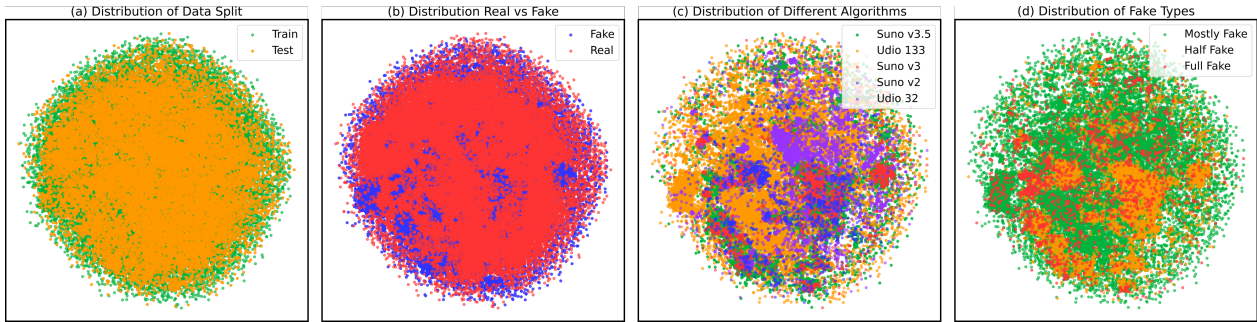 (a) Distribution of Data Split
Train
Test
(b) Distribution Real vs Fake
Fake
Real
(c) Distribution of Different Algorithms
Suno v3.5
Udio 133
Suno v3
Suno v2
Udio 32
(d) Distribution of Fake Types
Mostly Fake
Half Fake
Full Fake